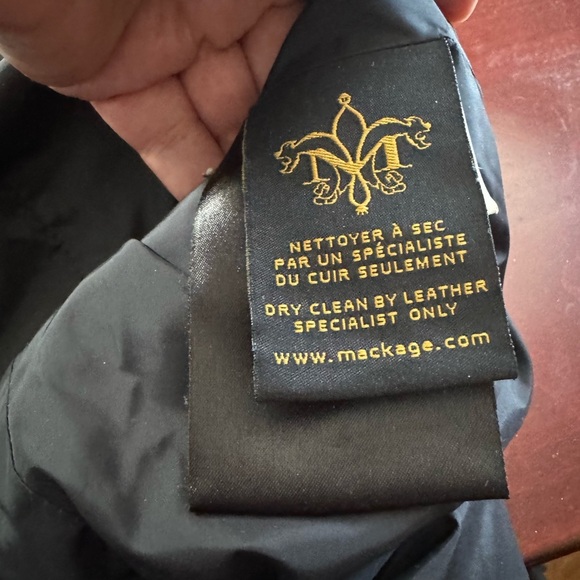 M
NETTOYER À SEC
PAR UN SPÉCIALISTE
DU CUIR SEULEMENT
DRY CLEAN BY LEATHER
SPECIALIST ONLY
www.mackage.com